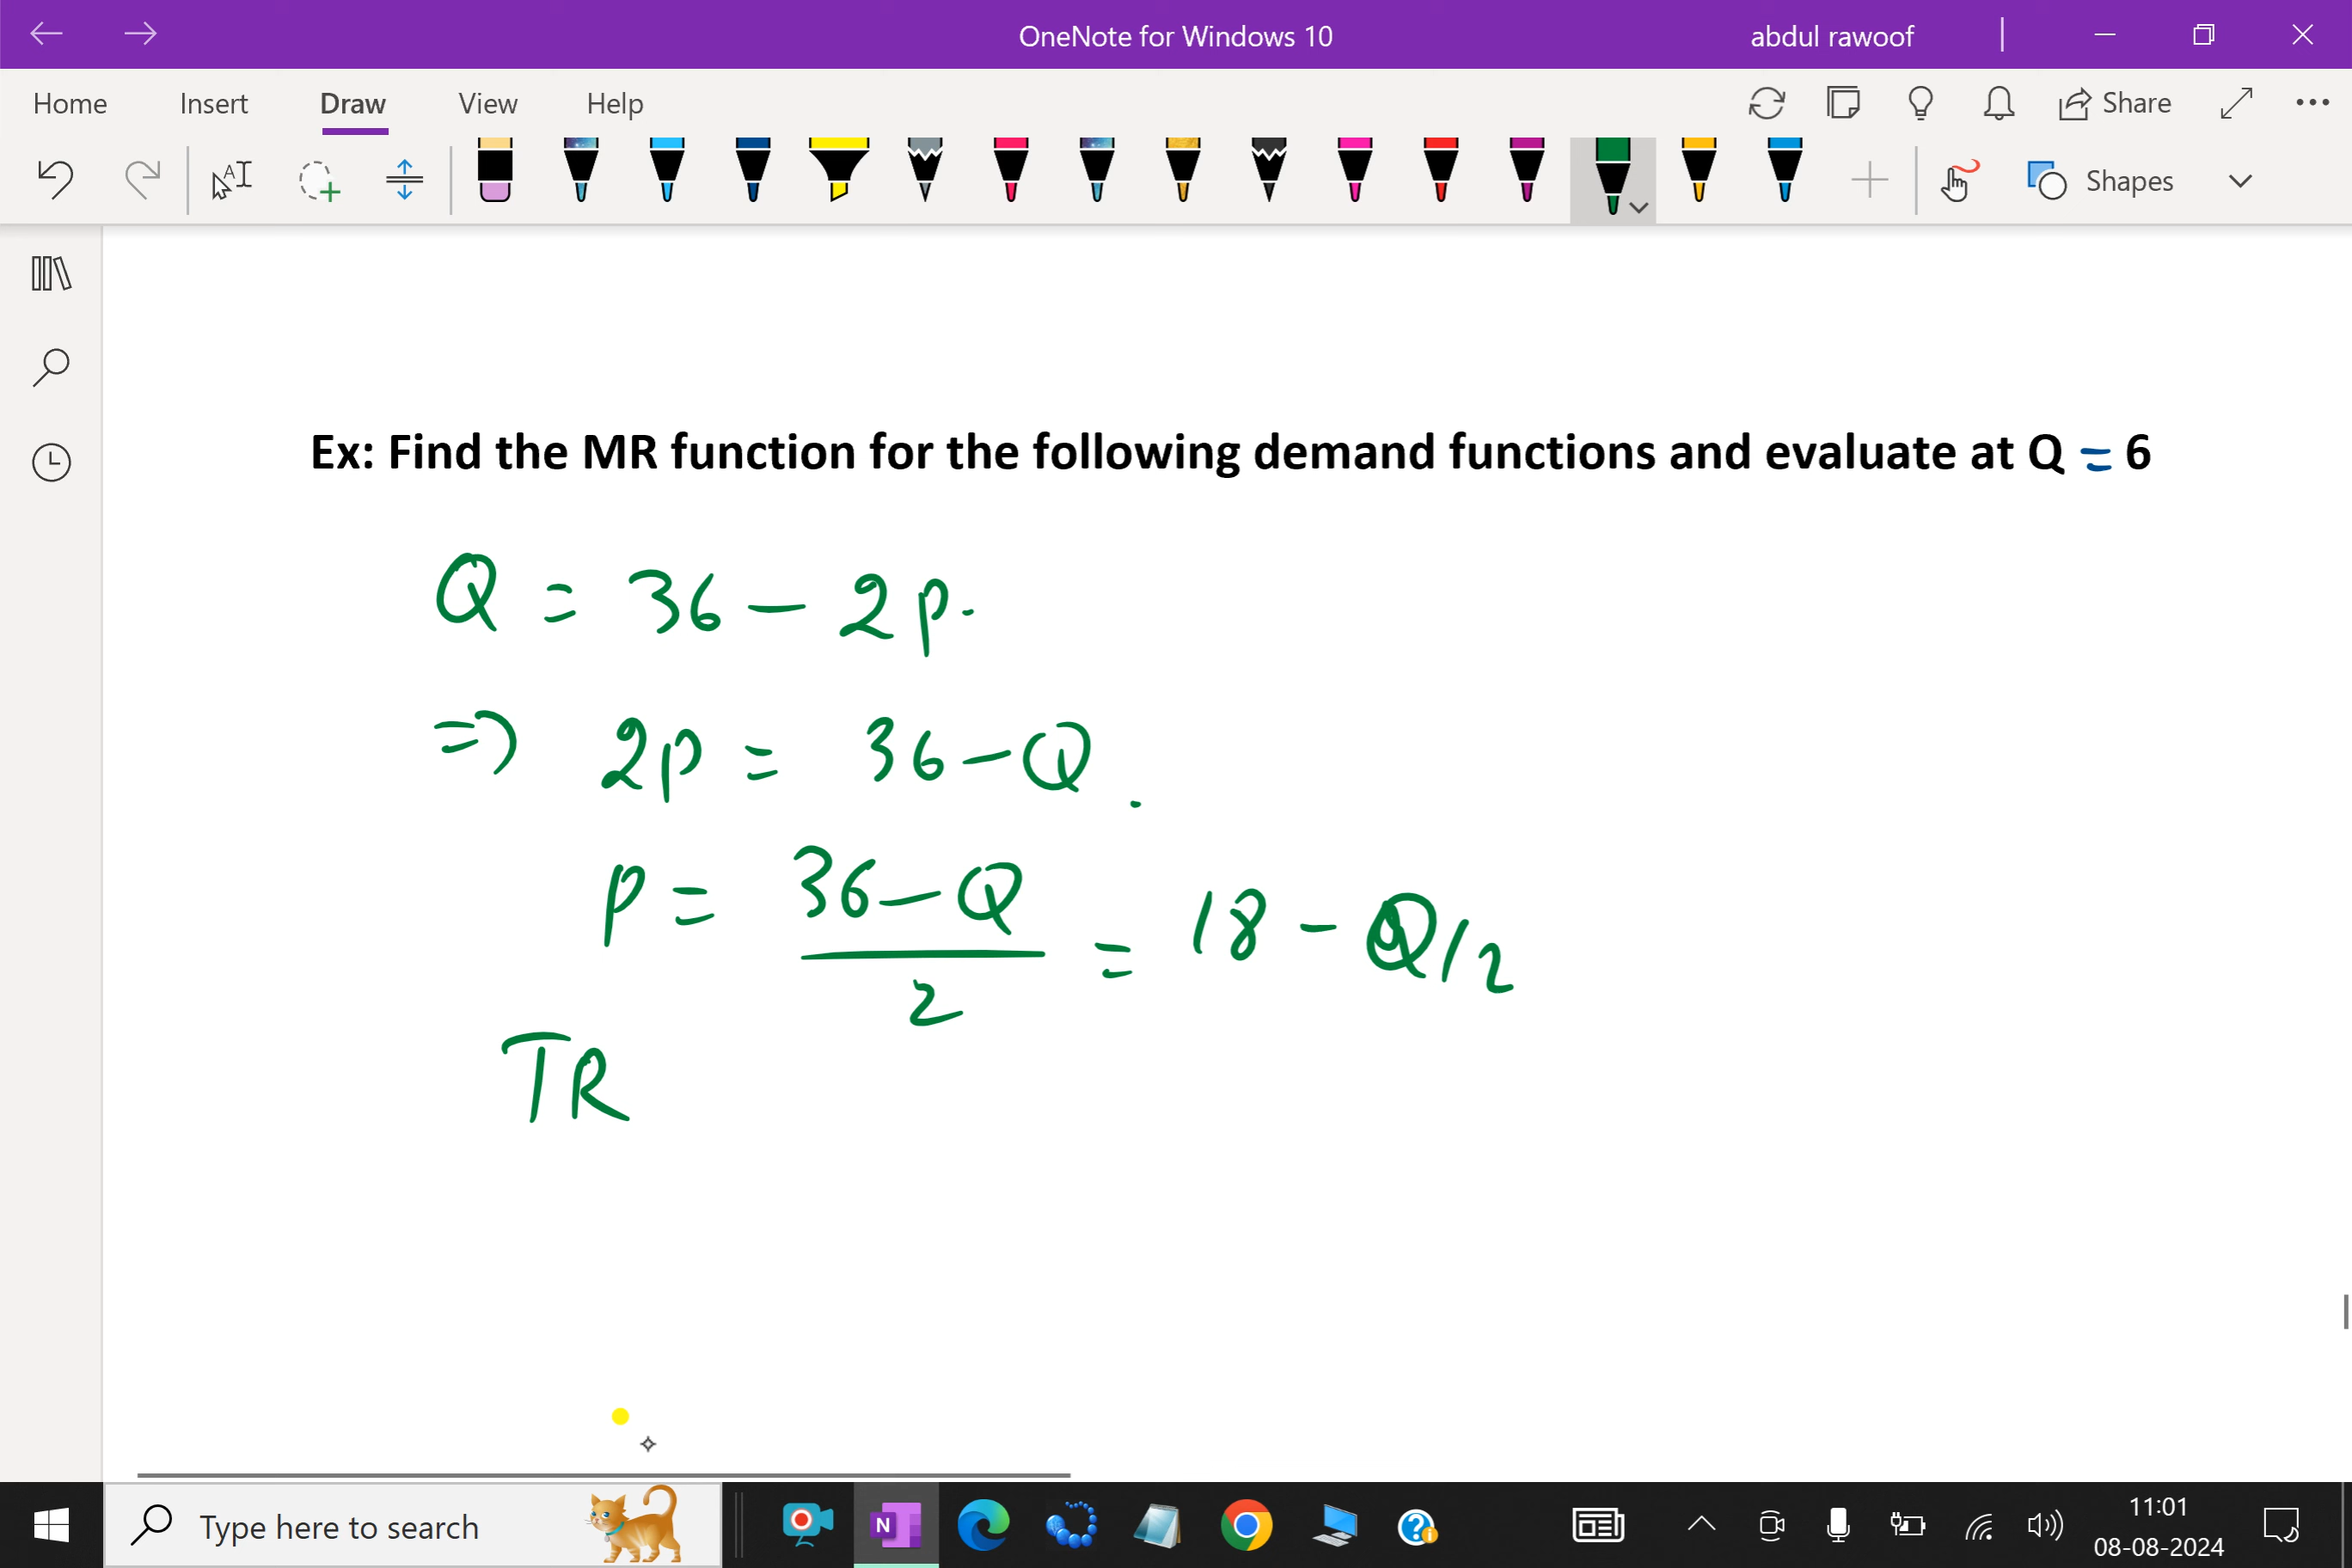 OneNote for Windows 10
abdul rawoof
Home Insert Draw View Help
Share
Shapes
Ex: Find the MR function for the following demand functions and evaluate at Q = 6
Q = 36 - 2p.
=> 2p = 36 - Q.
p = 36 - Q / 2 = 18 - Q/2
TR
Type here to search
11:01
08-08-2024